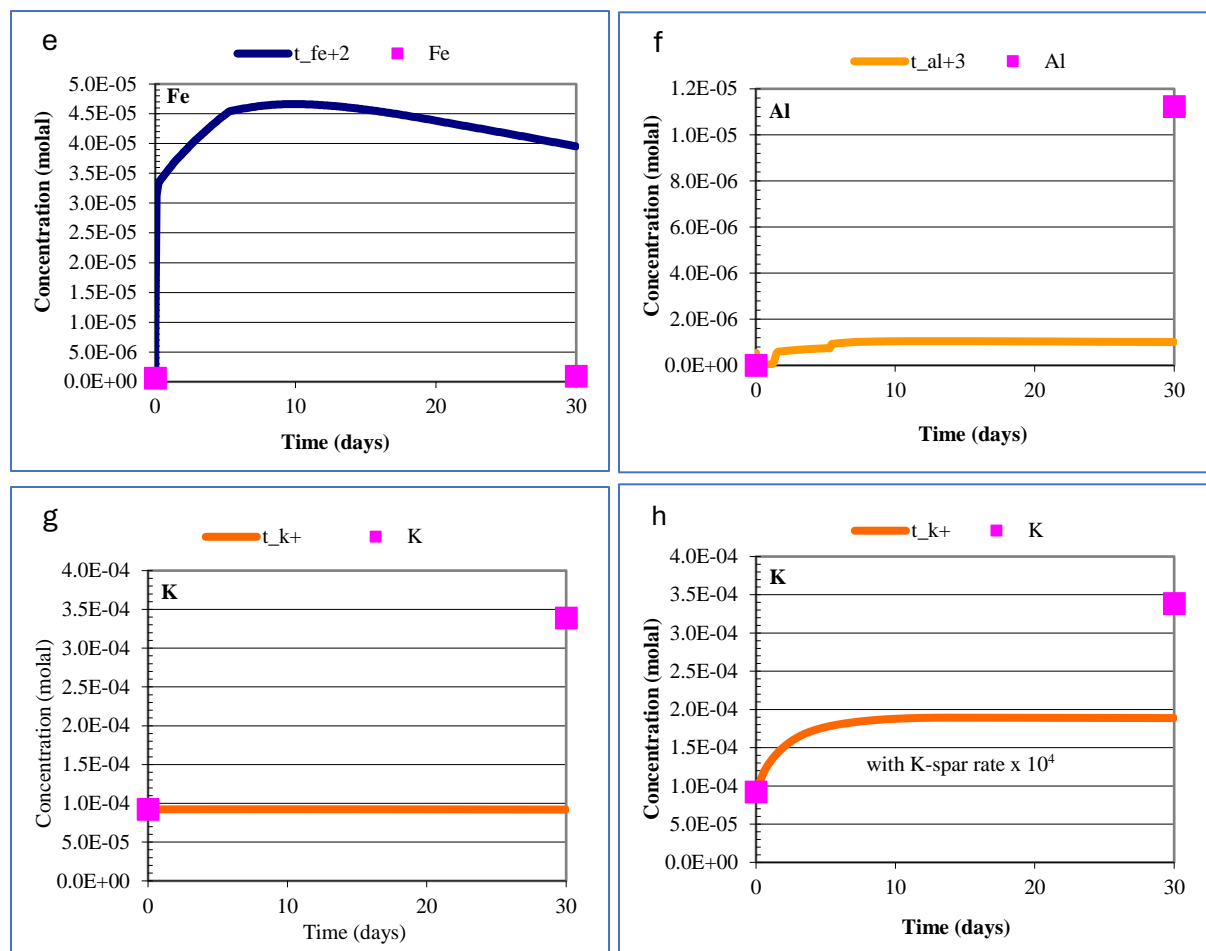 e
t_fe+2 Fe
Fe
Concentration (molal)
5.0E-05
4.5E-05
4.0E-05
3.5E-05
3.0E-05
2.5E-05
2.0E-05
1.5E-05
1.0E-05
5.0E-06
0.0E+00
0 10 20 30
Time (days)
f
t_al+3 Al
Al
Concentration (molal)
1.2E-05
1.0E-05
8.0E-06
6.0E-06
4.0E-06
2.0E-06
0.0E+00
0 10 20 30
Time (days)
g
t_k+ K
K
Concentration (molal)
4.0E-04
3.5E-04
3.0E-04
2.5E-04
2.0E-04
1.5E-04
1.0E-04
5.0E-05
0.0E+00
0 10 20 30
Time (days)
h
t_k+ K
K
Concentration (molal)
4.0E-04
3.5E-04
3.0E-04
2.5E-04
2.0E-04
1.5E-04
1.0E-04
5.0E-05
0.0E+00
with K-spar rate x 10⁴
0 10 20 30
Time (days)